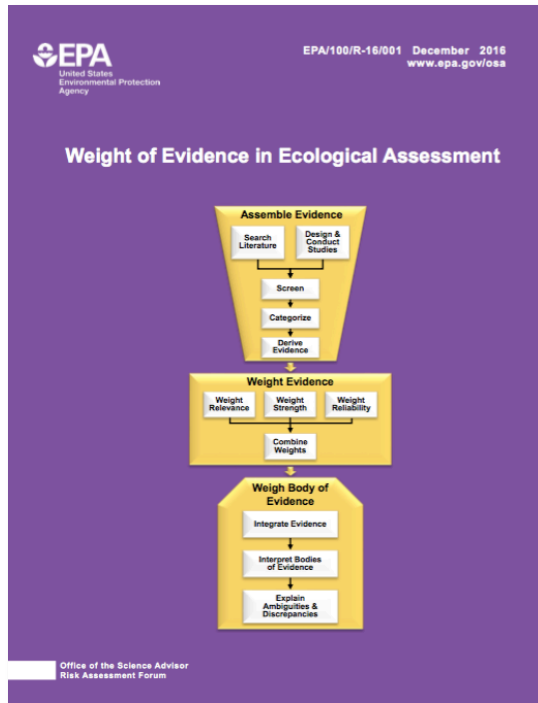 EPA
United States
Environmental Protection
Agency
EPA/100/R-16/001 December 2016
www.epa.gov/osa
Weight of Evidence in Ecological Assessment
Assemble Evidence
Search
Literature
Design &
Conduct
Studies
Screen
Categorize
Derive
Evidence
Weight Evidence
Weight
Relevance
Weight
Strength
Weight
Reliability
Combine
Weights
Weigh Body of
Evidence
Integrate Evidence
Interpret Bodies
of Evidence
Explain
Ambiguities &
Discrepancies
Office of the Science Advisor
Risk Assessment Forum